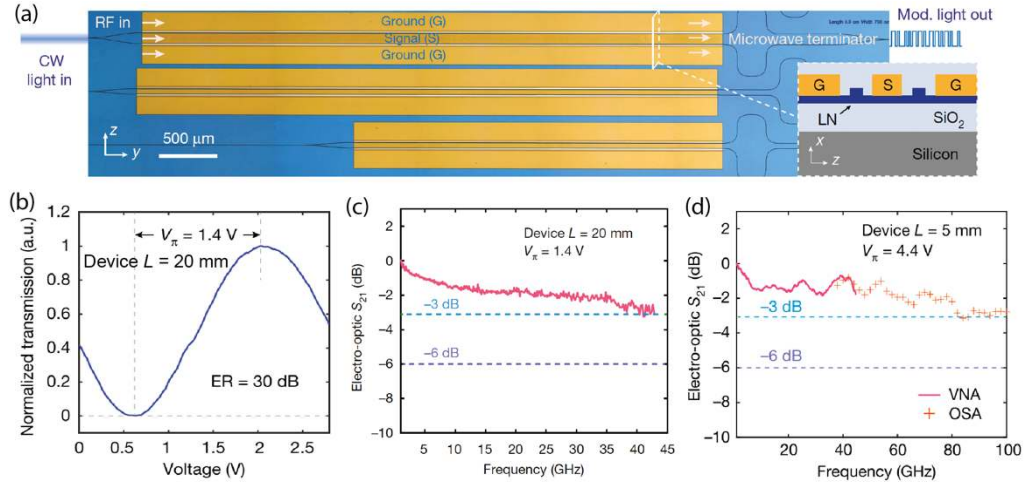 (a)
RF in
Ground (G)
Signal (S)
Ground (G)
CW
light in
Microwave terminator
Mod. light out
z
y
500 μm
G
S
G
LN
SiO₂
x
z
Silicon
(b)
Normalized transmission (a.u.)
1.2
1
0.8
0.6
0.4
0.2
0
Vπ = 1.4 V
Device L = 20 mm
ER = 30 dB
0 0.5 1 1.5 2 2.5
Voltage (V)
(c)
Electro-optic S₂₁ (dB)
2
0
−2
−4
−6
−8
−10
Device L = 20 mm
Vπ = 1.4 V
−3 dB
−6 dB
5 10 15 20 25 30 35 40 45
Frequency (GHz)
(d)
Electro-optic S₂₁ (dB)
2
0
−2
−4
−6
−8
−10
Device L = 5 mm
Vπ = 4.4 V
−3 dB
−6 dB
VNA
OSA
20 40 60 80 100
Frequency (GHz)